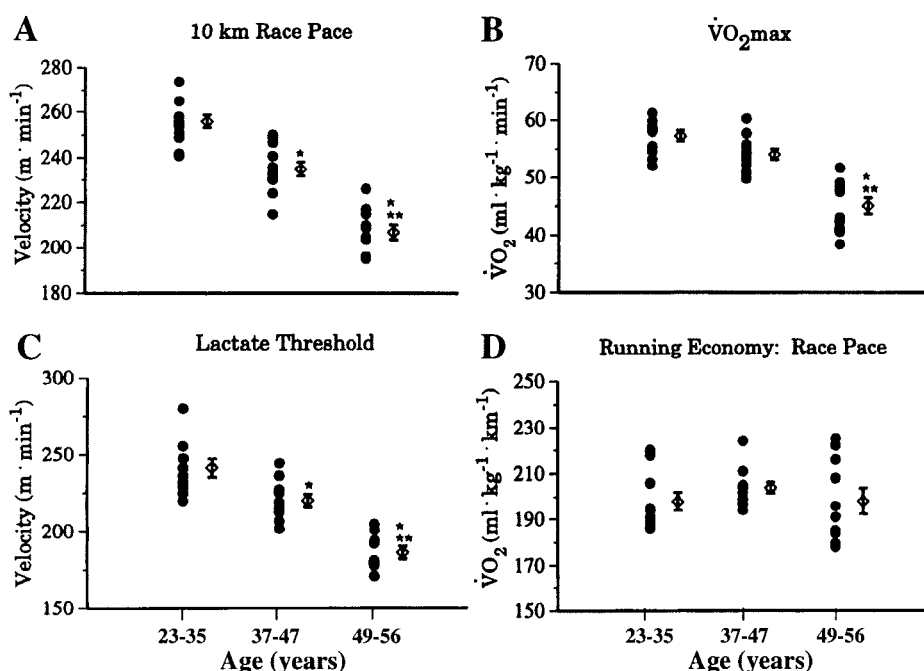 A
10 km Race Pace
Velocity (m · min⁻¹)
260
240
220
200
180
*
*
**
B
V̇O₂max
V̇O₂ (ml · kg⁻¹ · min⁻¹)
70
60
50
40
30
*
**
C
Lactate Threshold
Velocity (m · min⁻¹)
300
250
200
150
*
*
**
23-35
37-47
49-56
Age (years)
D
Running Economy: Race Pace
V̇O₂ (ml · kg⁻¹ · km⁻¹)
250
230
210
190
170
150
23-35
37-47
49-56
Age (years)